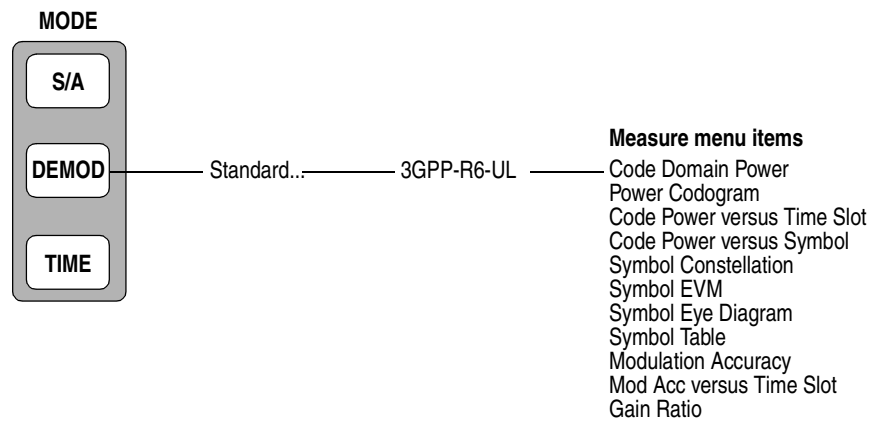 MODE
S/A
DEMOD
Standard...
3GPP-R6-UL
TIME
Measure menu items
Code Domain Power
Power Codogram
Code Power versus Time Slot
Code Power versus Symbol
Symbol Constellation
Symbol EVM
Symbol Eye Diagram
Symbol Table
Modulation Accuracy
Mod Acc versus Time Slot
Gain Ratio